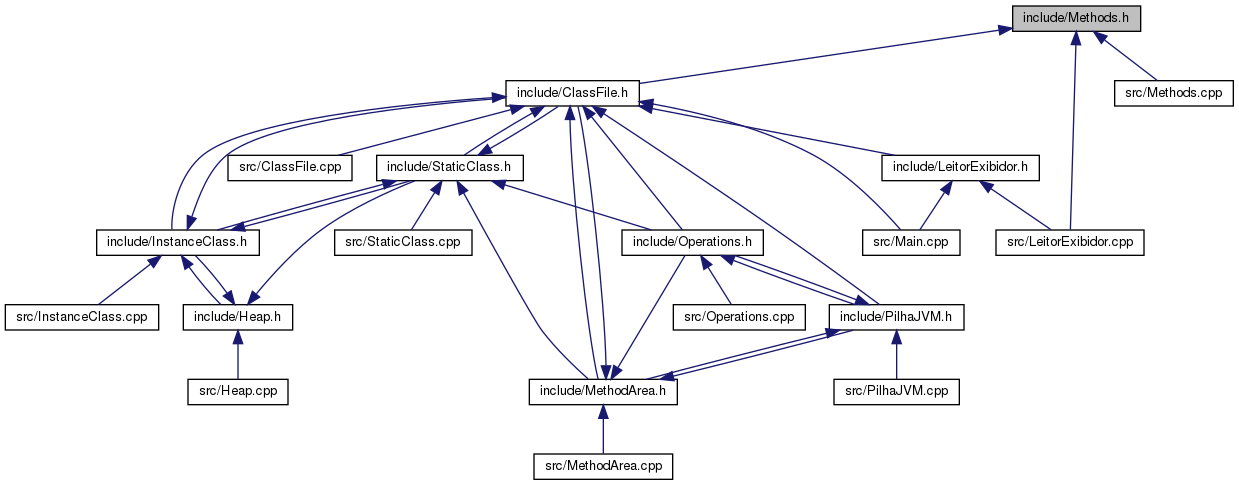 include/Methods.h
include/ClassFile.h
src/Methods.cpp
src/ClassFile.cpp
include/StaticClass.h
include/LeitorExibidor.h
include/InstanceClass.h
src/StaticClass.cpp
include/Operations.h
src/Main.cpp
src/LeitorExibidor.cpp
src/InstanceClass.cpp
include/Heap.h
src/Operations.cpp
include/PilhaJVM.h
src/Heap.cpp
include/MethodArea.h
src/PilhaJVM.cpp
src/MethodArea.cpp